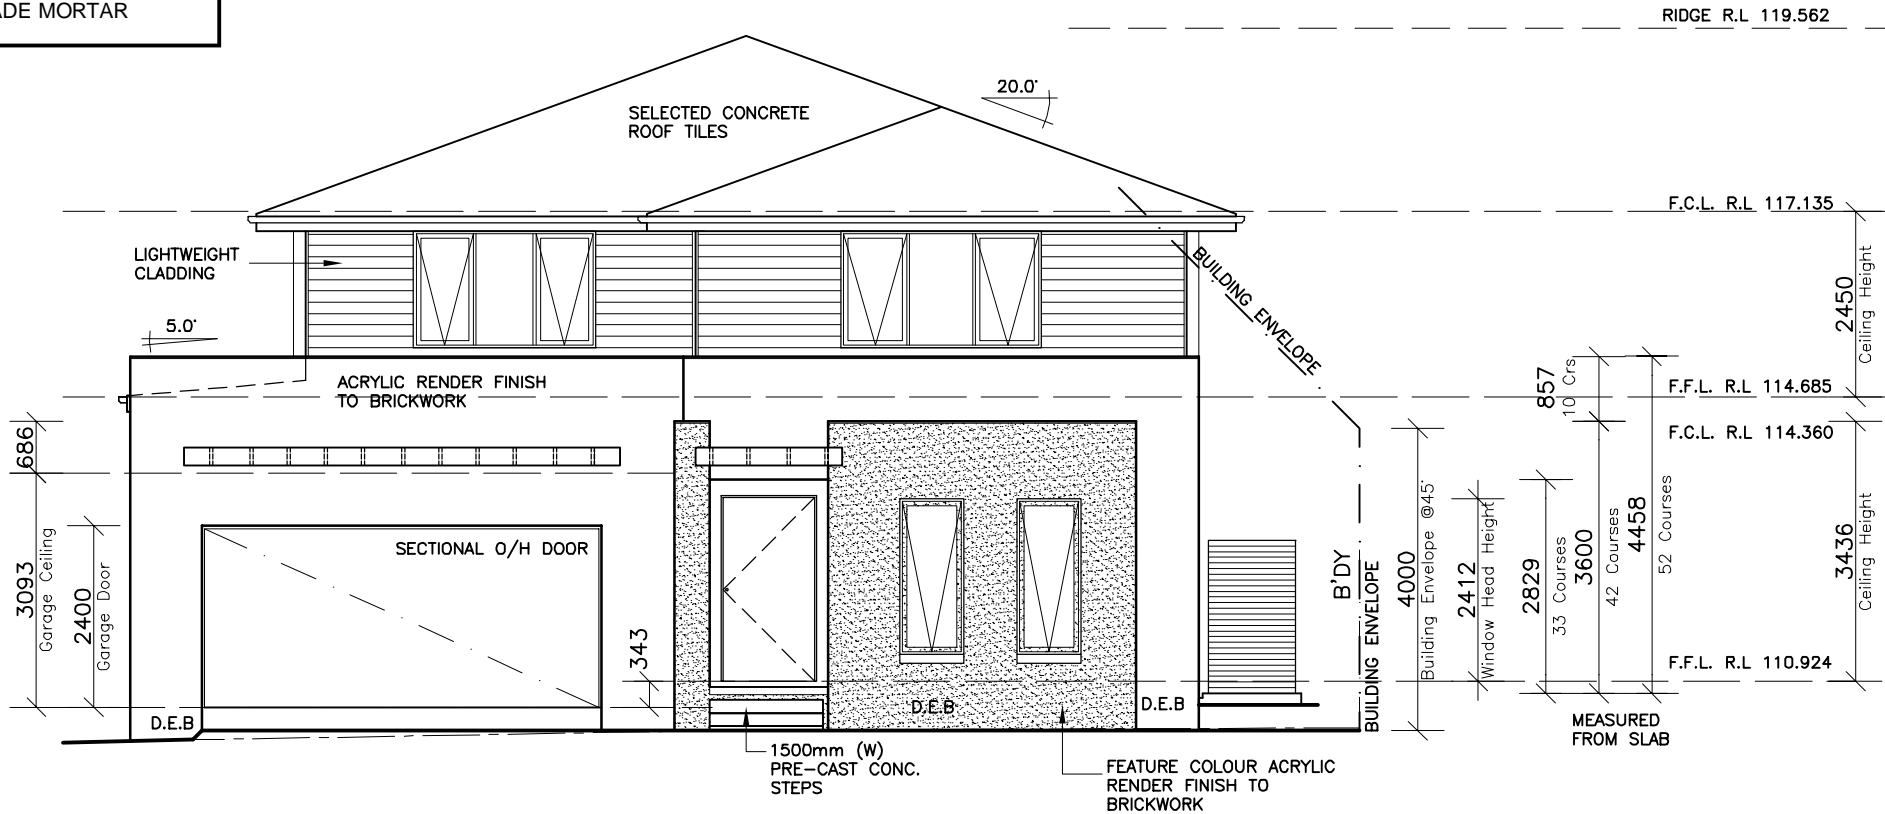 ADE MORTAR
RIDGE R.L 119.562
20.0°
SELECTED CONCRETE
ROOF TILES
F.C.L. R.L 117.135
LIGHTWEIGHT
CLADDING
BUILDING ENVELOPE
2450
Ceiling Height
5.0°
ACRYLIC RENDER FINISH
TO BRICKWORK
857
10 Crs
F.F.L. R.L 114.685
F.C.L. R.L 114.360
686
3093
Garage Ceiling
2400
Garage Door
SECTIONAL O/H DOOR
343
B'DY
BUILDING ENVELOPE
4000
Building Envelope @45°
2412
Window Head Height
2829
33 Courses
3600
42 Courses
4458
52 Courses
3436
Ceiling Height
F.F.L. R.L 110.924
D.E.B
D.E.B
D.E.B
MEASURED
FROM SLAB
1500mm (W)
PRE-CAST CONC.
STEPS
FEATURE COLOUR ACRYLIC
RENDER FINISH TO
BRICKWORK